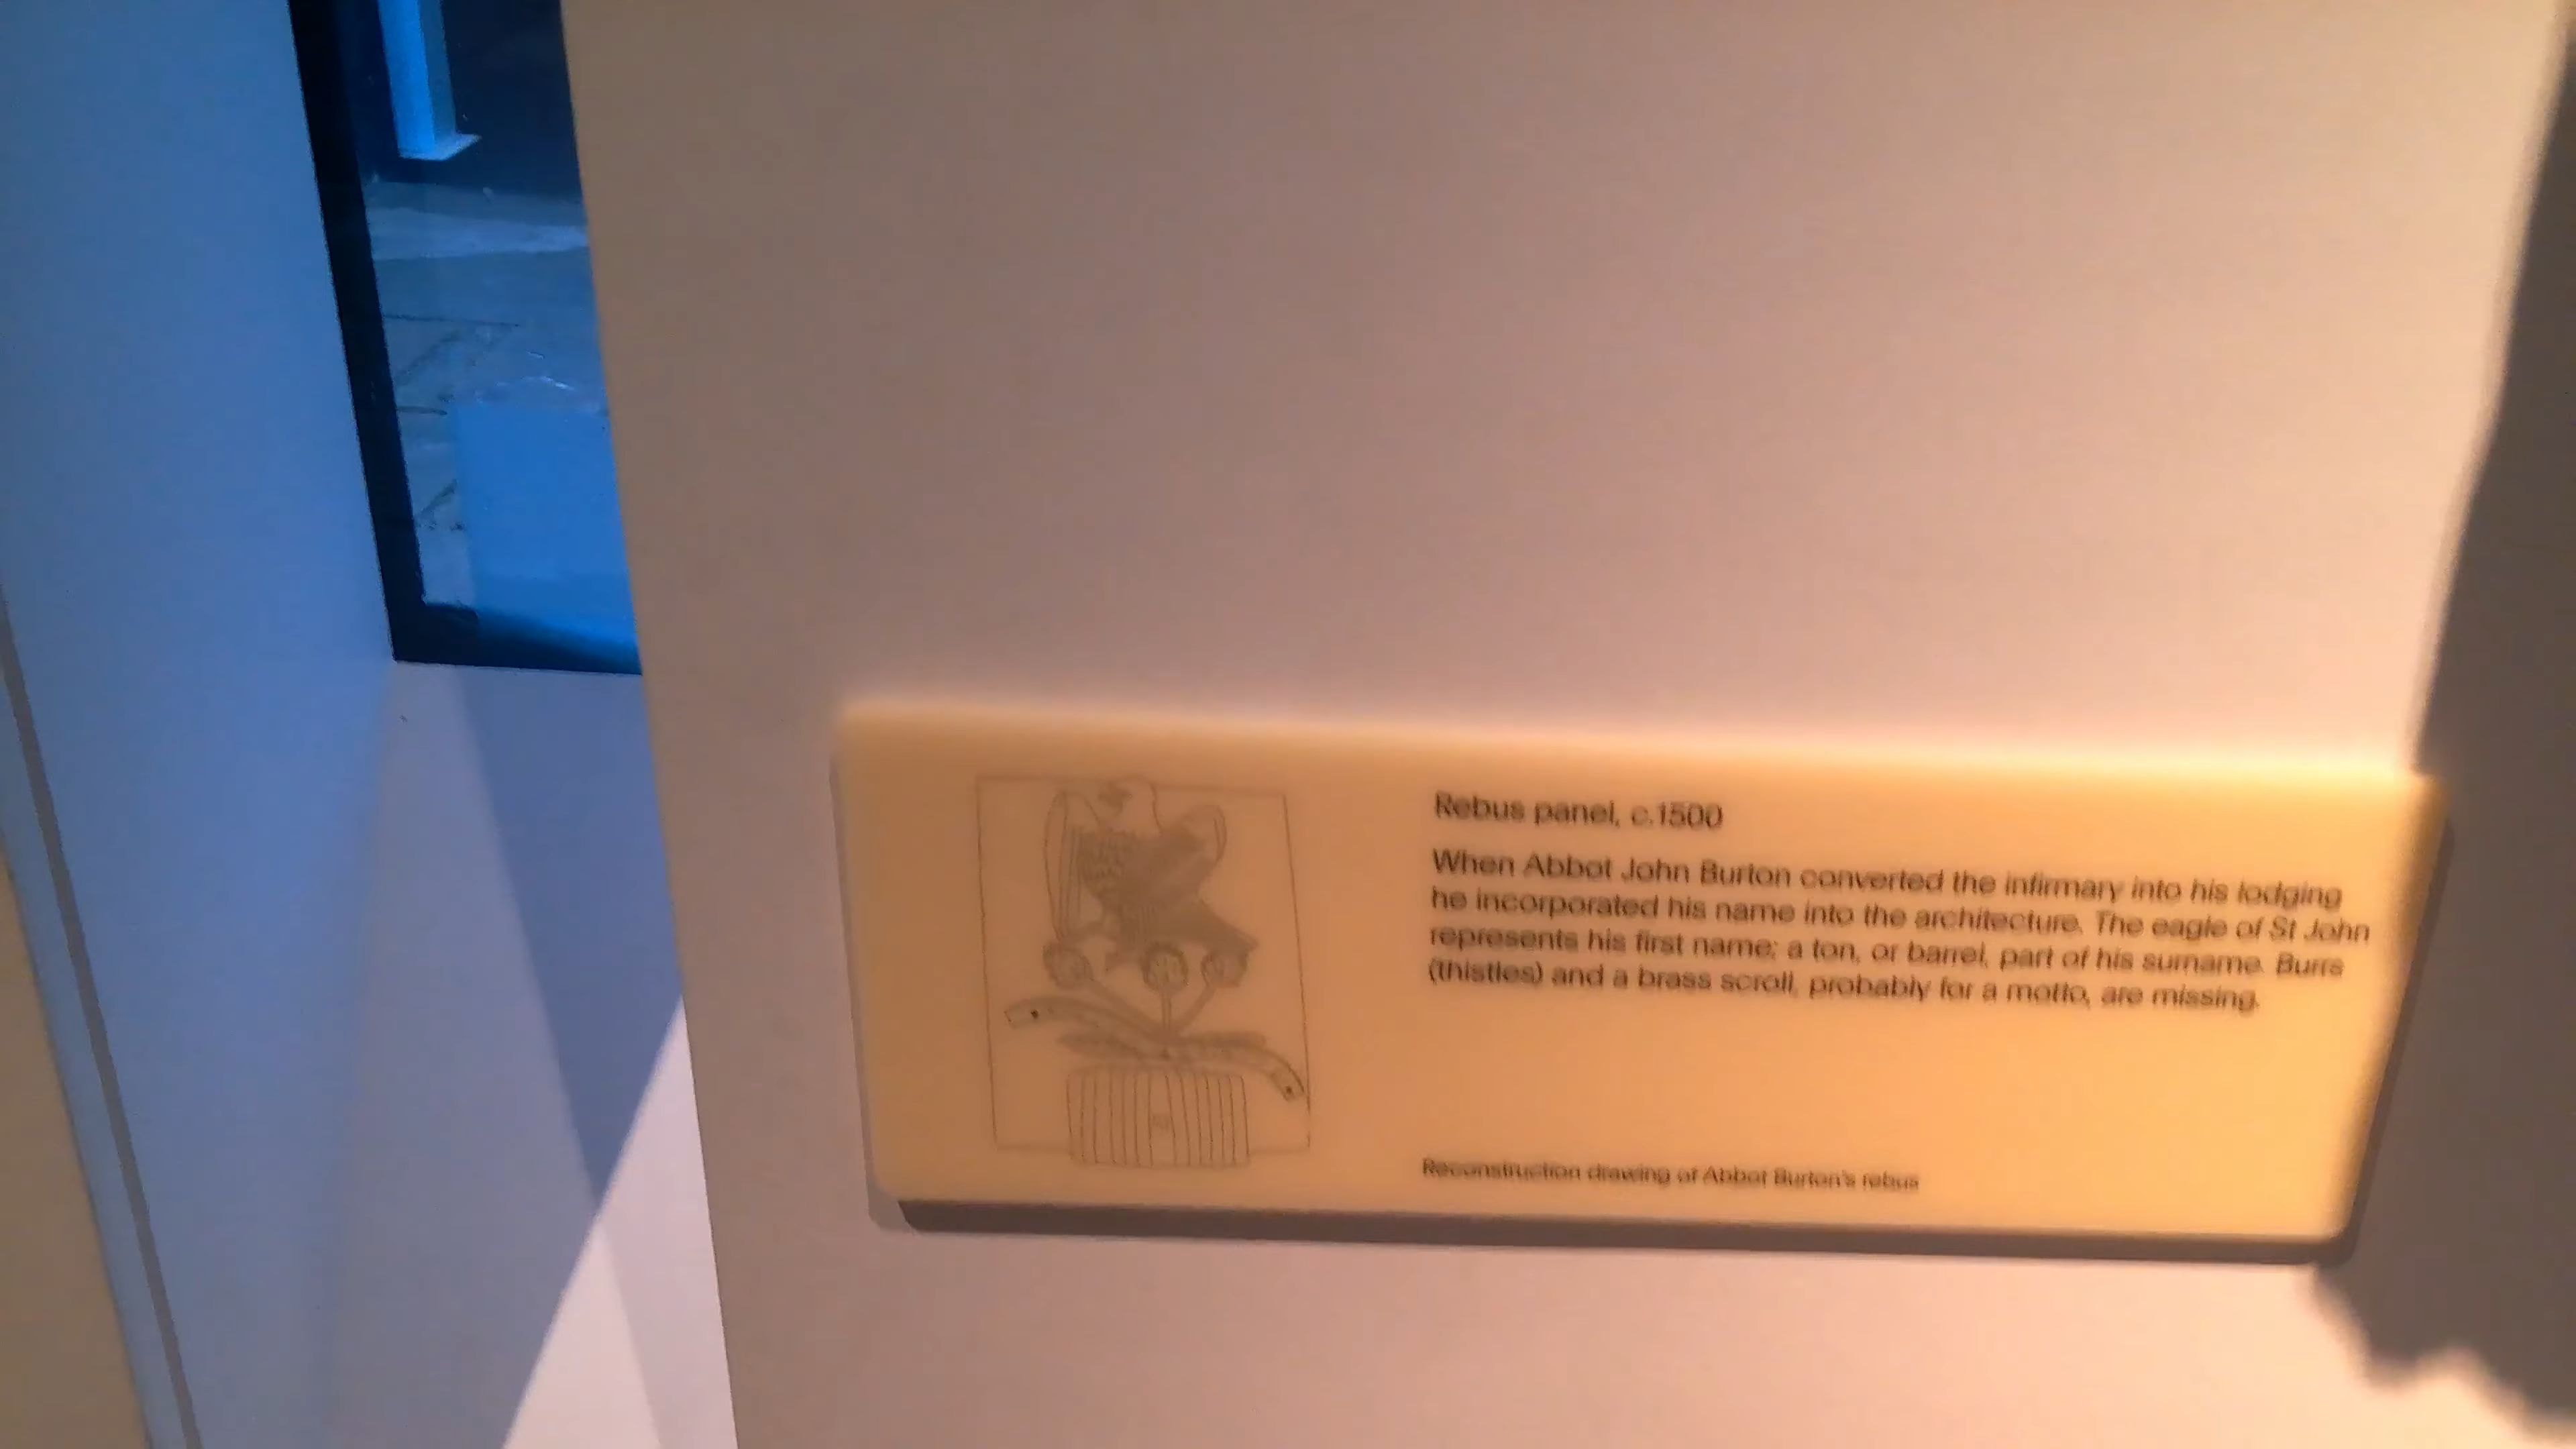 Rebus panel, c.1500
When Abbot John Burton converted the infirmary into his lodging
he incorporated his name into the architecture. The eagle of St John
represents his first name; a ton, or barrel, part of his surname. Burrs
(thistles) and a brass scroll, probably for a motto, are missing.
Reconstruction drawing of Abbot Burton's rebus